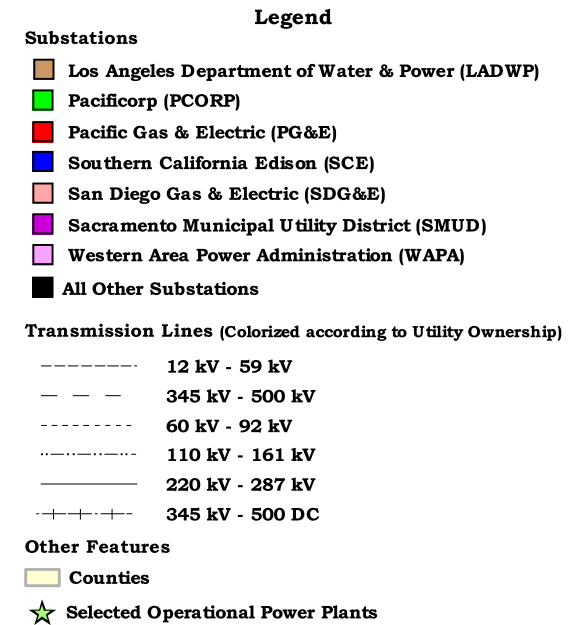 Legend
Substations
Los Angeles Department of Water & Power (LADWP)
Pacificorp (PCORP)
Pacific Gas & Electric (PG&E)
Southern California Edison (SCE)
San Diego Gas & Electric (SDG&E)
Sacramento Municipal Utility District (SMUD)
Western Area Power Administration (WAPA)
All Other Substations
Transmission Lines (Colorized according to Utility Ownership)
12 kV - 59 kV
345 kV - 500 kV
60 kV - 92 kV
110 kV - 161 kV
220 kV - 287 kV
345 kV - 500 DC
Other Features
Counties
Selected Operational Power Plants